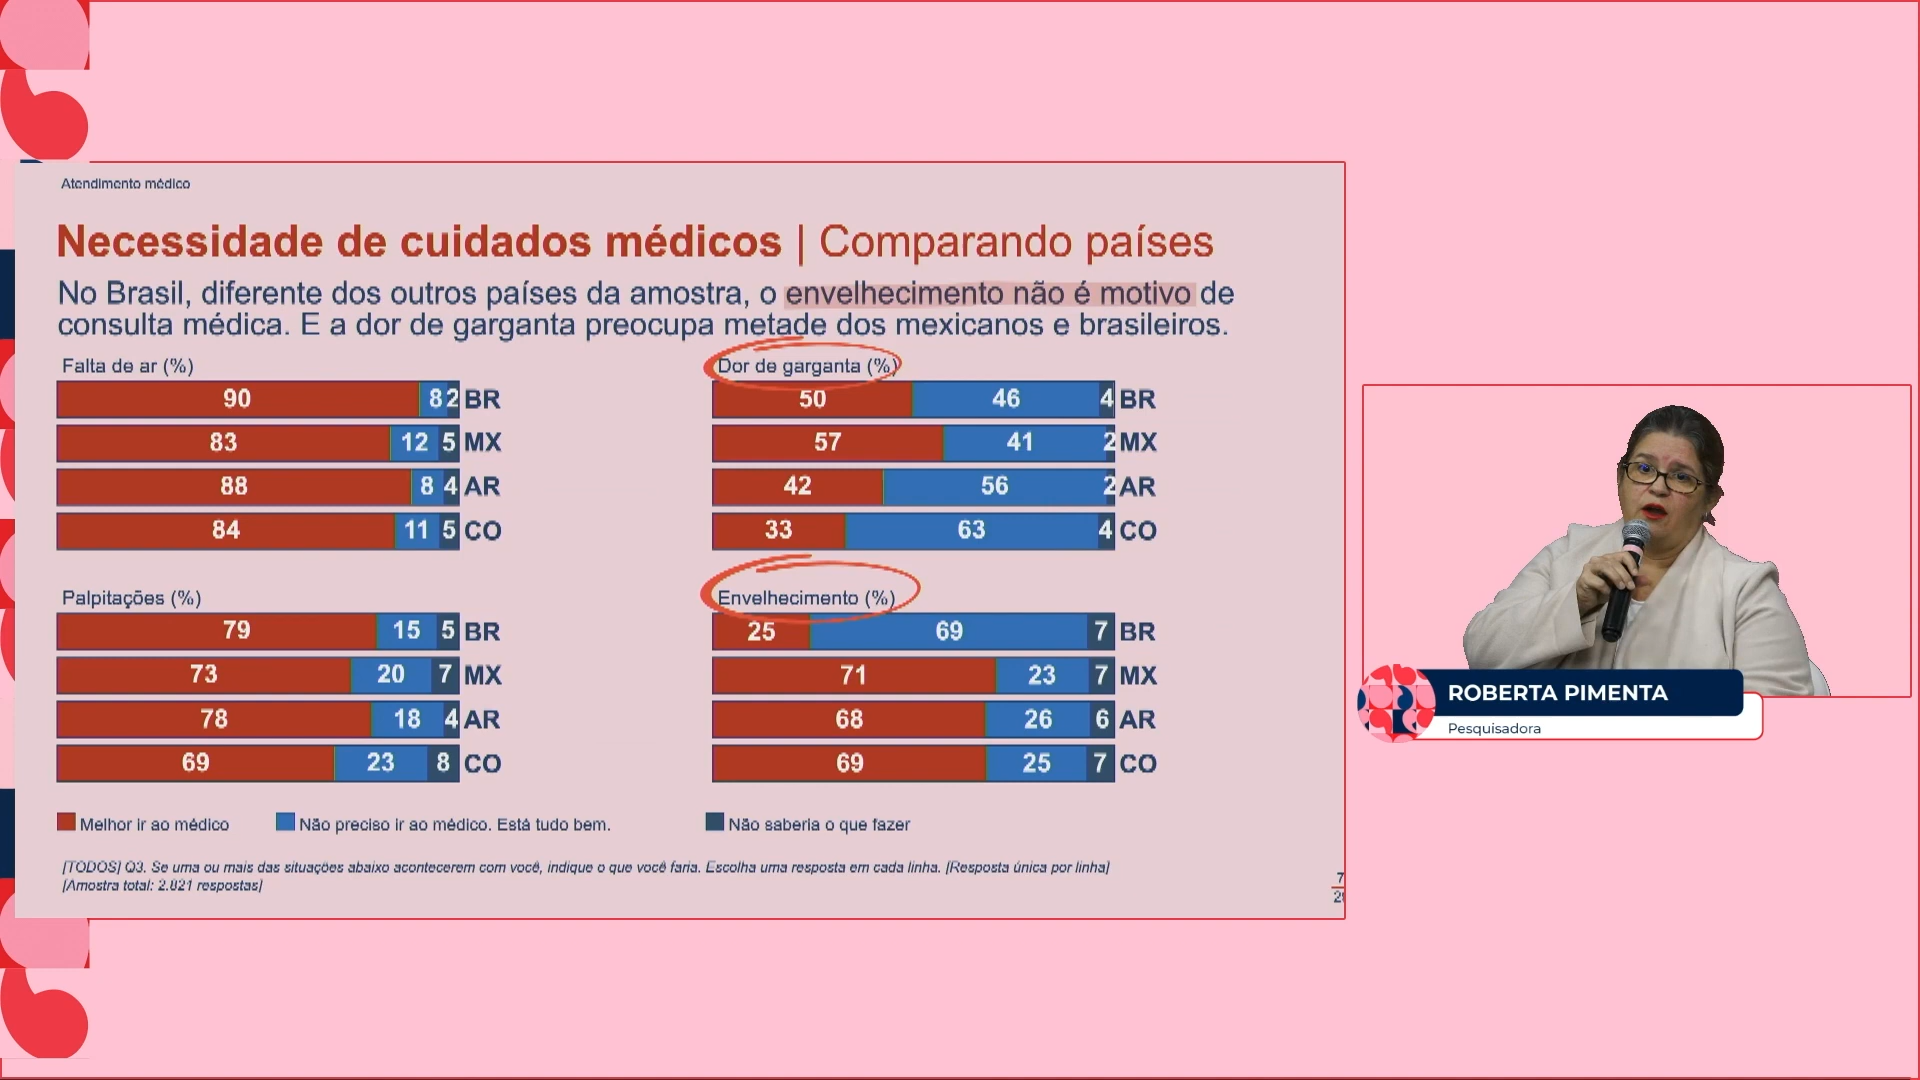 Atendimento médico
Necessidade de cuidados médicos | Comparando países
No Brasil, diferente dos outros países da amostra, o envelhecimento não é motivo de
consulta médica. E a dor de garganta preocupa metade dos mexicanos e brasileiros.
Falta de ar (%)
90 8 2 BR
83 12 5 MX
88 8 4 AR
84 11 5 CO
Dor de garganta (%)
50 46 4 BR
57 41 2 MX
42 56 2 AR
33 63 4 CO
Palpitações (%)
79 15 5 BR
73 20 7 MX
78 18 4 AR
69 23 8 CO
Envelhecimento (%)
25 69 7 BR
71 23 7 MX
68 26 6 AR
69 25 7 CO
Melhor ir ao médico
Não preciso ir ao médico. Está tudo bem.
Não saberia o que fazer
[TODOS] Q3. Se uma ou mais das situações abaixo acontecerem com você, indique o que você faria. Escolha uma resposta em cada linha. [Resposta única por linha]
[Amostra total: 2.821 respostas]
ROBERTA PIMENTA
Pesquisadora